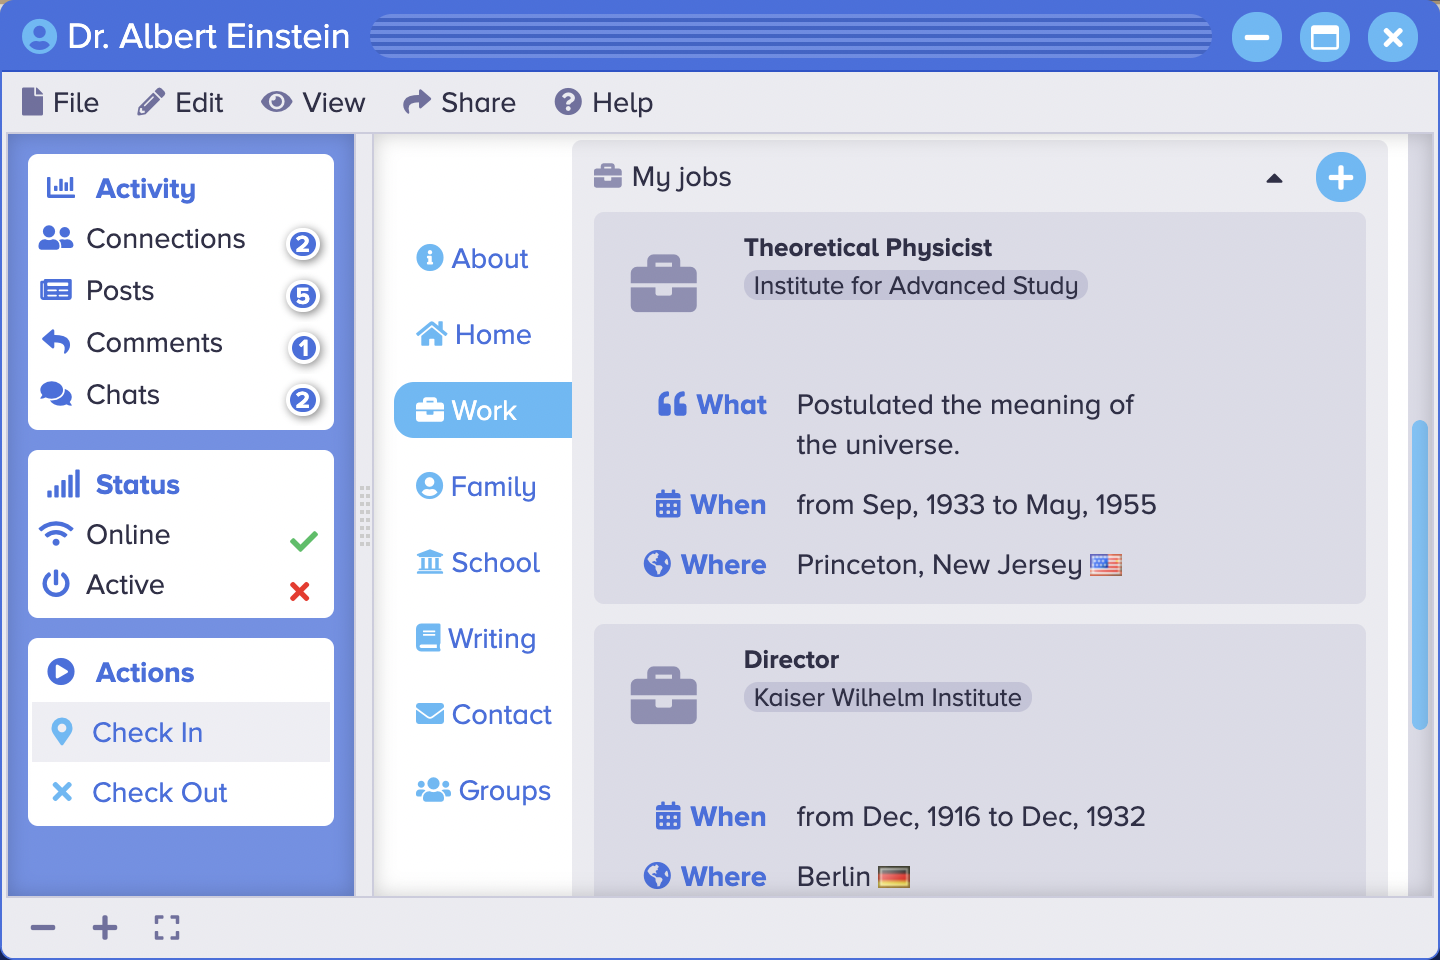 Dr. Albert Einstein
File Edit View Share Help
Activity
Connections 2
Posts 5
Comments 1
Chats 2
Status
Online
Active
Actions
Check In
Check Out
About
Home
Work
Family
School
Writing
Contact
Groups
My jobs
Theoretical Physicist
Institute for Advanced Study
What Postulated the meaning of
the universe.
When from Sep, 1933 to May, 1955
Where Princeton, New Jersey
Director
Kaiser Wilhelm Institute
When from Dec, 1916 to Dec, 1932
Where Berlin